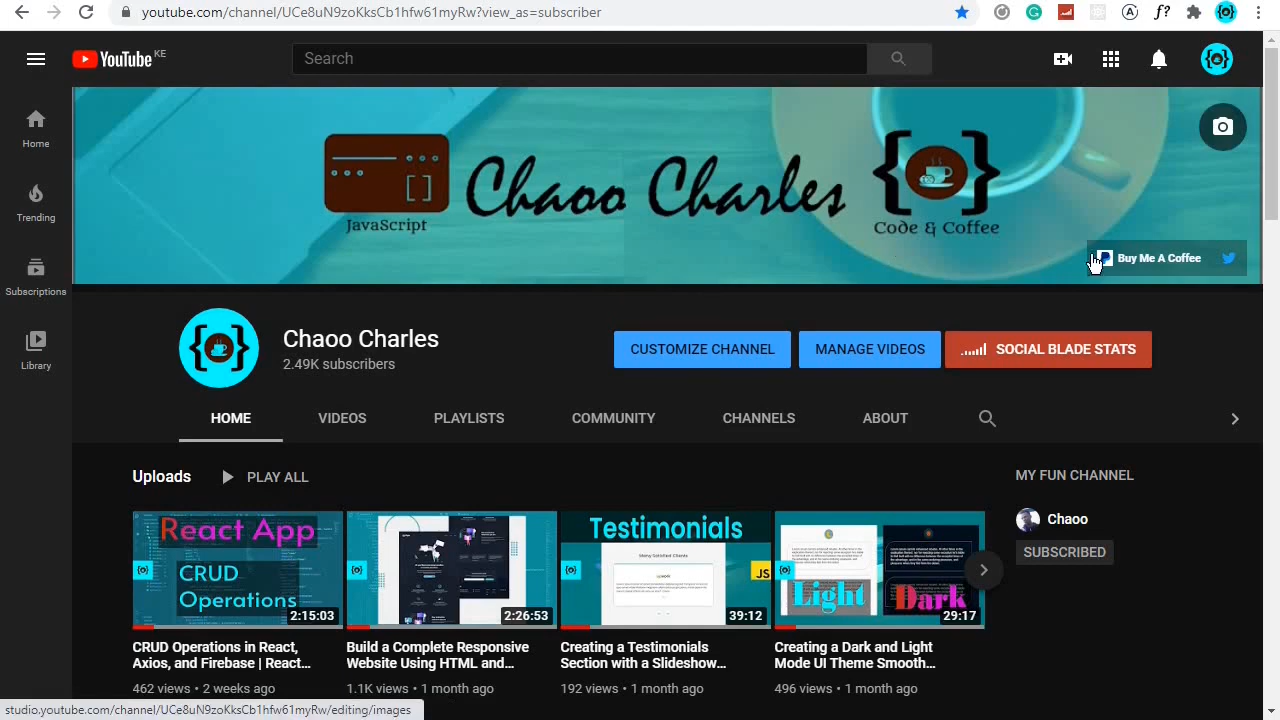 youtube.com/channel/UCe8uN9zoKksCb1hfw61myRw?view_as=subscriber
f?
YouTube KE
Search
Home
Trending
Subscriptions
Library
JavaScript
Chaoo Charles
Code & Coffee
Buy Me A Coffee
Chaoo Charles
2.49K subscribers
CUSTOMIZE CHANNEL
MANAGE VIDEOS
SOCIAL BLADE STATS
HOME VIDEOS PLAYLISTS COMMUNITY CHANNELS ABOUT
Uploads PLAY ALL
MY FUN CHANNEL
Chaoo
SUBSCRIBED
React App
CRUD
Operations
2:15:03
2:26:53
Testimonials
JS
39:12
Light
Dark
29:17
CRUD Operations in React,
Axios, and Firebase | React...
462 views • 2 weeks ago
Build a Complete Responsive
Website Using HTML and...
1.1K views • 1 month ago
Creating a Testimonials
Section with a Slideshow...
192 views • 1 month ago
Creating a Dark and Light
Mode UI Theme Smooth...
496 views • 1 month ago
studio.youtube.com/channel/UCe8uN9zoKksCb1hfw61myRw/editing/images